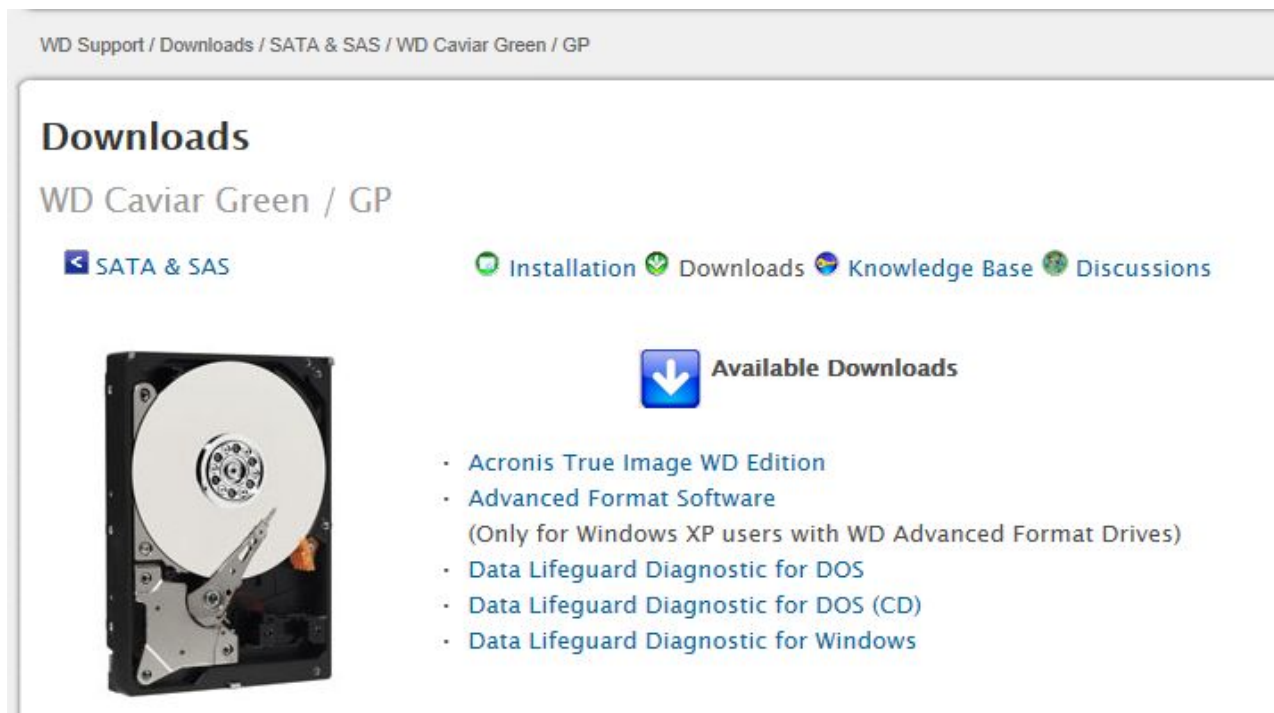 WD Support / Downloads / SATA & SAS / WD Caviar Green / GP
Downloads
WD Caviar Green / GP
SATA & SAS
Installation Downloads Knowledge Base Discussions
Available Downloads
· Acronis True Image WD Edition
· Advanced Format Software
(Only for Windows XP users with WD Advanced Format Drives)
· Data Lifeguard Diagnostic for DOS
· Data Lifeguard Diagnostic for DOS (CD)
· Data Lifeguard Diagnostic for Windows